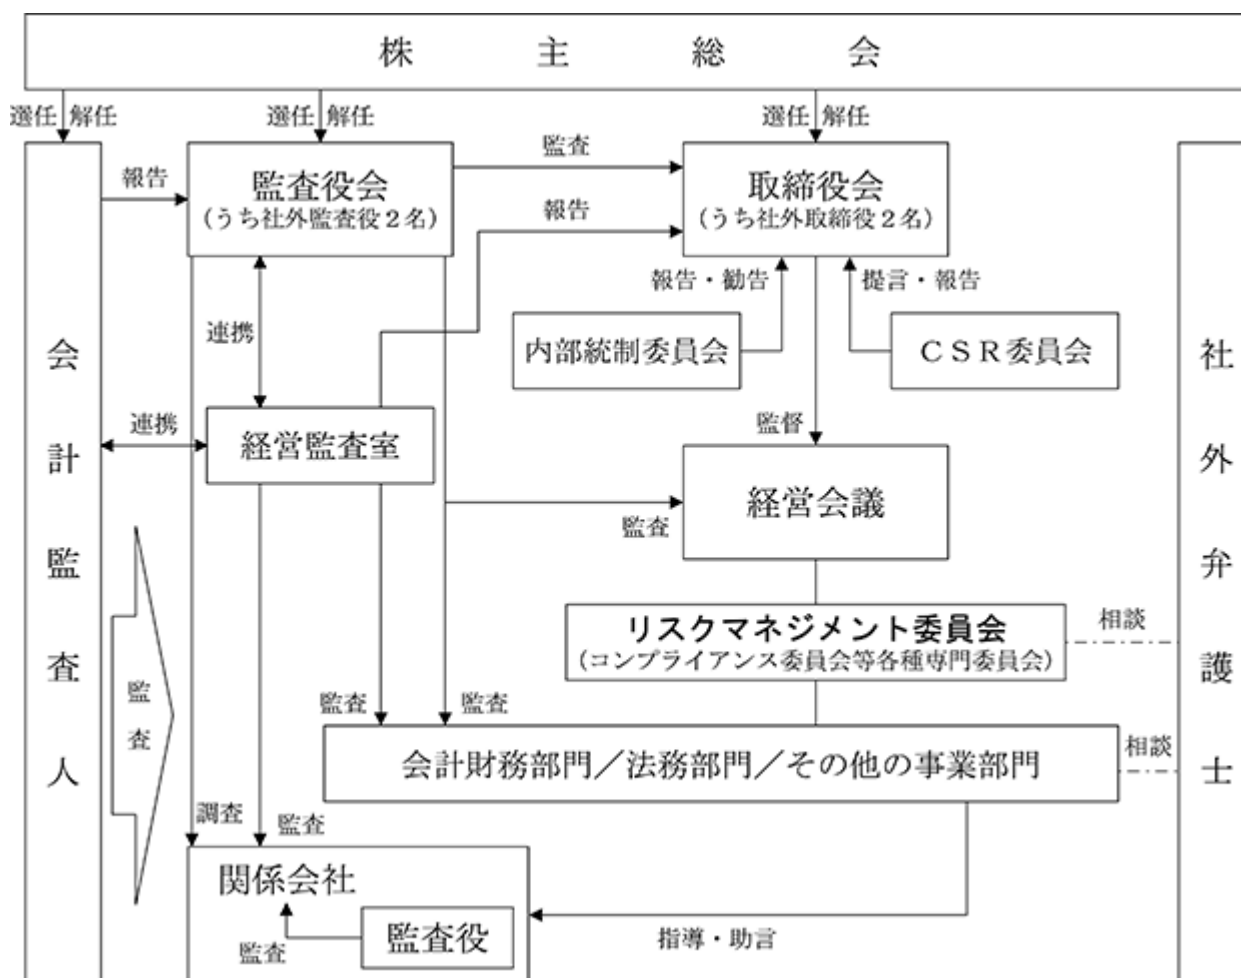 株主総会
選任 解任
選任 解任
選任 解任
監査役会
(うち社外監査役2名)
監査
取締役会
(うち社外取締役2名)
報告
報告
報告・勧告
提言・報告
連携
内部統制委員会
CSR委員会
会計監査人
社外弁護士
連携
経営監査室
監督
経営会議
監査
リスクマネジメント委員会
(コンプライアンス委員会等各種専門委員会)
相談
監査
監査
監査
会計財務部門/法務部門/その他の事業部門
相談
調査
監査
関係会社
監査役
監査
指導・助言